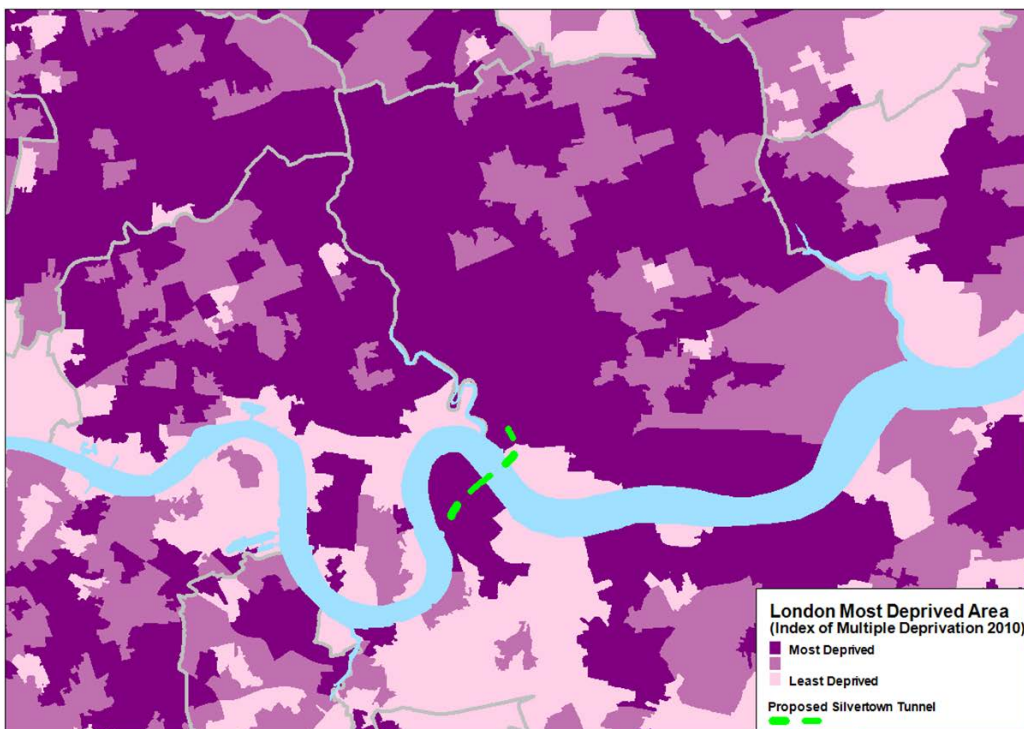 London Most Deprived Area
(Index of Multiple Deprivation 2010)
Most Deprived
Least Deprived
Proposed Silvertown Tunnel